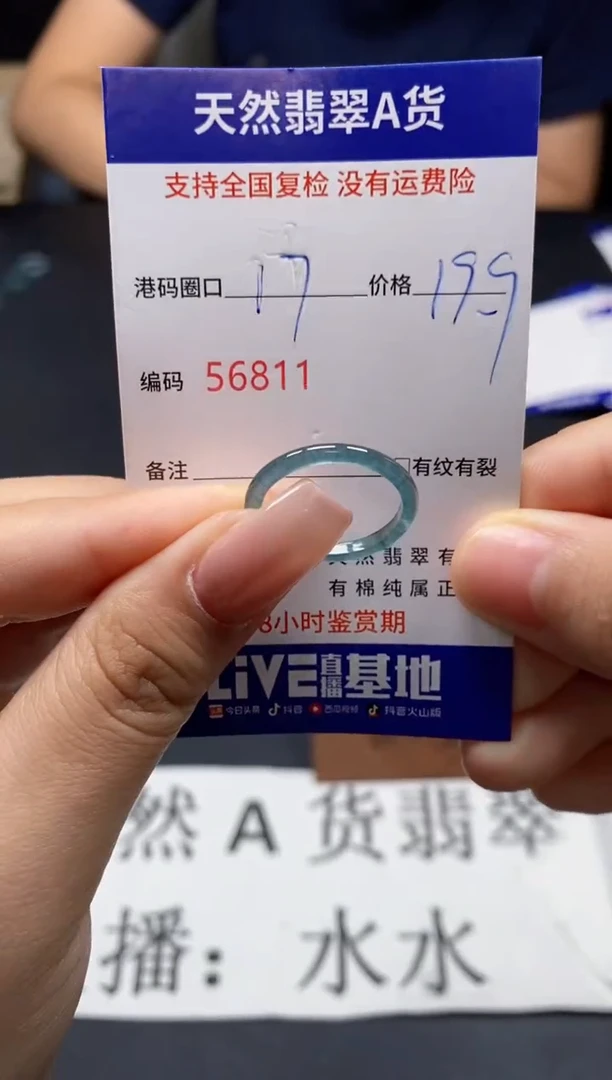 天然翡翠A货
支持全国复检 没有运费险
港码圈口 17 价格 199
编码 56811
备注 □有纹有裂
天然翡翠有
有棉纯属正
8小时鉴赏期
LIVE直播基地
今日头条 抖音 西瓜视频 抖音火山版
然A货翡翠
播：水水